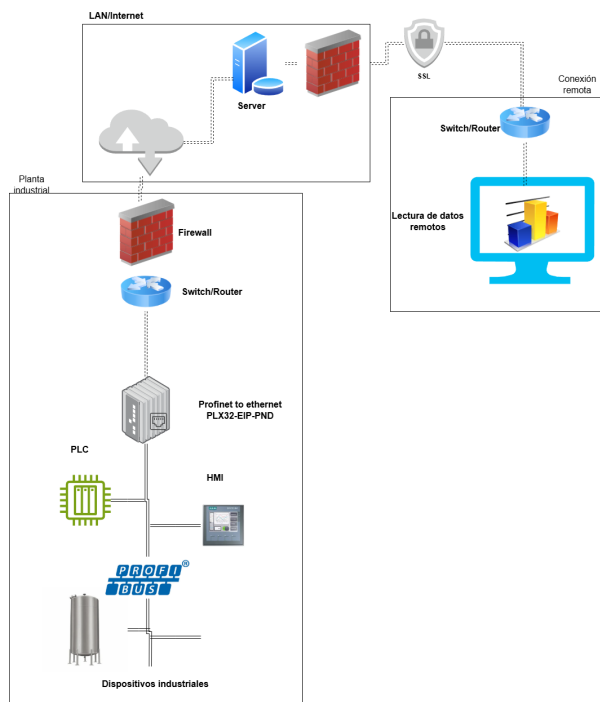 LAN/Internet
Server
SSL
Conexión
remota
Switch/Router
Lectura de datos
remotos
Planta
industrial
Firewall
Switch/Router
Profinet to ethernet
PLX32-EIP-PND
PLC
HMI
PROFI
BUS
Dispositivos industriales